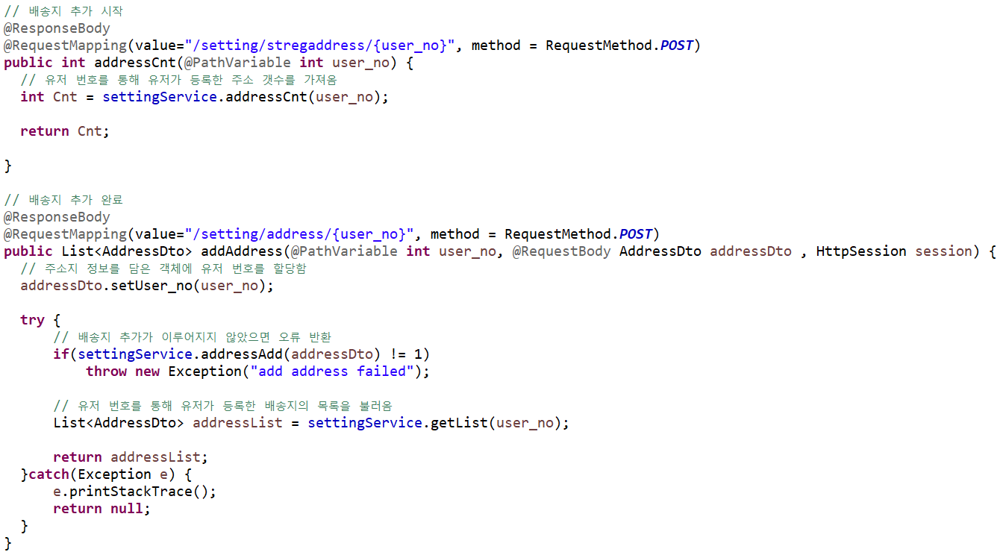 // 배송지 추가 시작
@ResponseBody
@RequestMapping(value="/setting/stregaddress/{user_no}", method = RequestMethod.POST)
public int addressCnt(@PathVariable int user_no) {
  // 유저 번호를 통해 유저가 등록한 주소 갯수를 가져옴
  int Cnt = settingService.addressCnt(user_no);
  return Cnt;
}
// 배송지 추가 완료
@ResponseBody
@RequestMapping(value="/setting/address/{user_no}", method = RequestMethod.POST)
public List<AddressDto> addAddress(@PathVariable int user_no, @RequestBody AddressDto addressDto , HttpSession session) {
  // 주소지 정보를 담은 객체에 유저 번호를 할당함
  addressDto.setUser_no(user_no);
  try {
      // 배송지 추가가 이루어지지 않았으면 오류 반환
      if(settingService.addressAdd(addressDto) != 1)
          throw new Exception("add address failed");
      // 유저 번호를 통해 유저가 등록한 배송지의 목록을 불러옴
      List<AddressDto> addressList = settingService.getList(user_no);
      return addressList;
  }catch(Exception e) {
      e.printStackTrace();
      return null;
  }
}